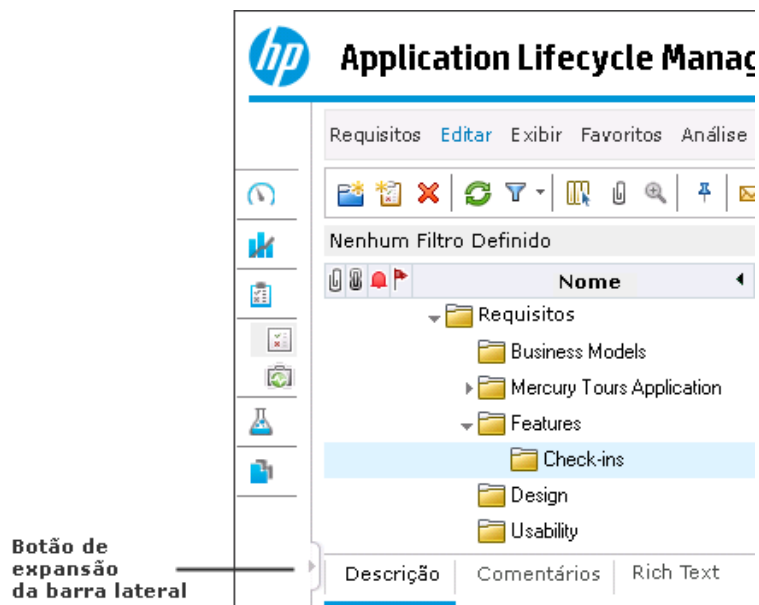 hp
Application Lifecycle Manag
Requisitos Editar Exibir Favoritos Análise
Nenhum Filtro Definido
Nome
Requisitos
Business Models
Mercury Tours Application
Features
Check-ins
Design
Usability
Botão de
expansão
da barra lateral
Descrição Comentários Rich Text